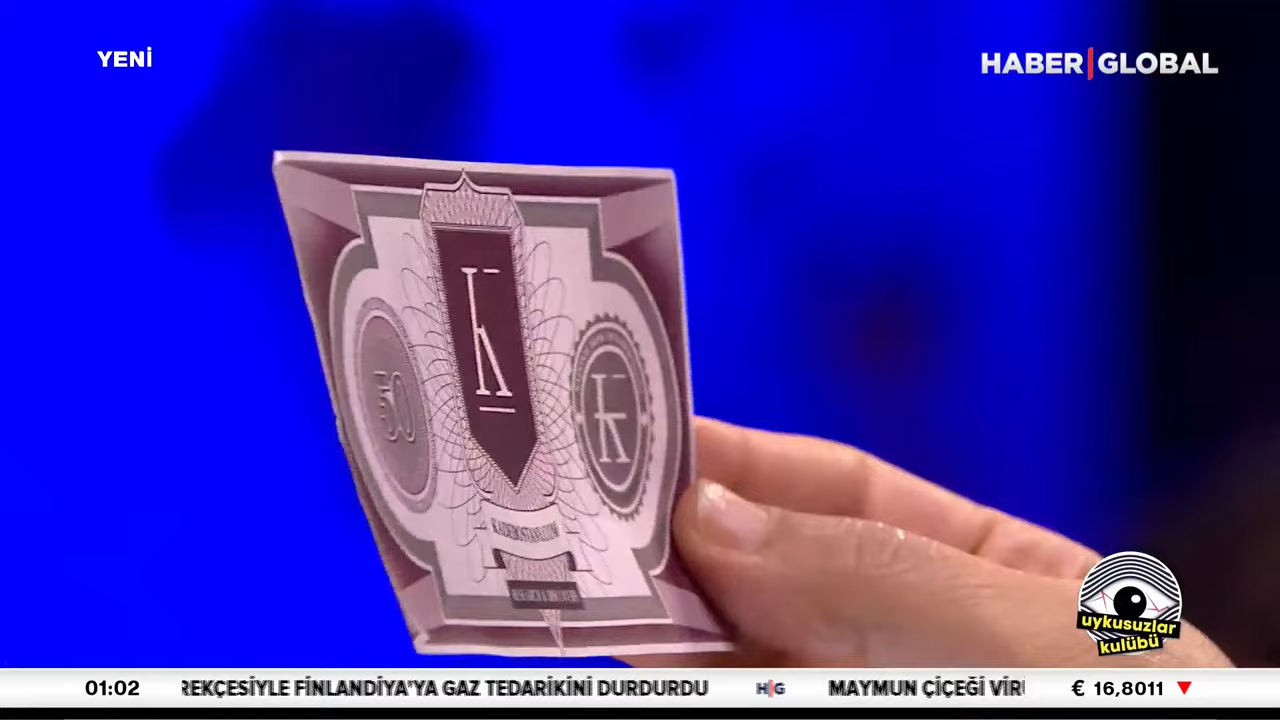 YENİ
HABER GLOBAL
K
50
K
uykusuzlar
kulübü
01:02
REKÇESİYLE FİNLANDİYA'YA GAZ TEDARİKİNİ DURDURDU
HG
MAYMUN ÇİÇEĞİ VİR
€ 16,8011